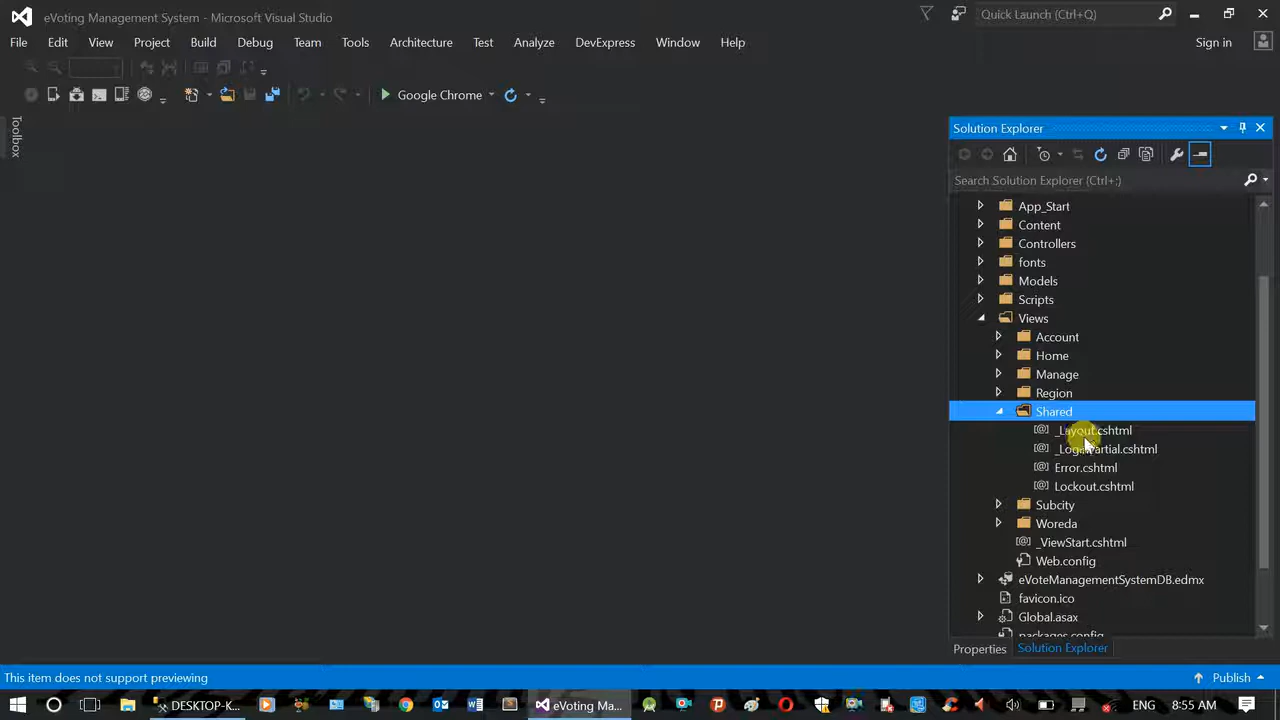 eVoting Management System - Microsoft Visual Studio
Quick Launch (Ctrl+Q)
File Edit View Project Build Debug Team Tools Architecture Test Analyze DevExpress Window Help
Sign in
Google Chrome
Toolbox
Solution Explorer
Search Solution Explorer (Ctrl+;)
App_Start
Content
Controllers
fonts
Models
Scripts
Views
Account
Home
Manage
Region
Shared
_Layout.cshtml
_LoginPartial.cshtml
Error.cshtml
Lockout.cshtml
Subcity
Woreda
_ViewStart.cshtml
Web.config
eVoteManagementSystemDB.edmx
favicon.ico
Global.asax
packages.config
Properties Solution Explorer
This item does not support previewing
Publish
DESKTOP-K...
eVoting Ma...
ENG 8:55 AM